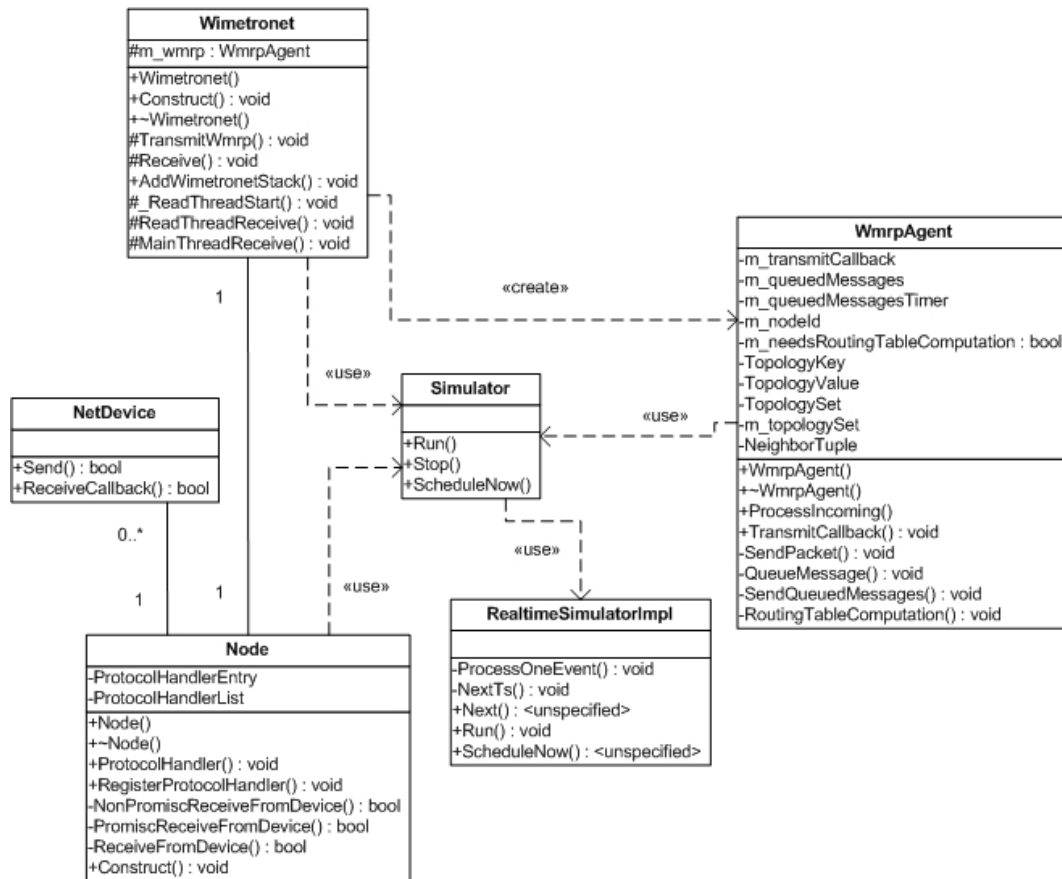 Wimetronet
#m_wmrp : WmrpAgent
+Wimetronet()
+Construct() : void
+~Wimetronet()
#TransmitWmrp() : void
#Receive() : void
+AddWimetronetStack() : void
#_ReadThreadStart() : void
#ReadThreadReceive() : void
#MainThreadReceive() : void
1
«use»
«create»
WmrpAgent
-m_transmitCallback
-m_queuedMessages
-m_queuedMessagesTimer
-m_nodeId
-m_needsRoutingTableComputation : bool
-TopologyKey
-TopologyValue
-TopologySet
-m_topologySet
-NeighborTuple
+WmrpAgent()
+~WmrpAgent()
+ProcessIncoming()
+TransmitCallback() : void
-SendPacket() : void
-QueueMessage() : void
-SendQueuedMessages() : void
-RoutingTableComputation() : void
NetDevice
+Send() : bool
+ReceiveCallback() : bool
Simulator
+Run()
+Stop()
+ScheduleNow()
«use»
0..*
1
1
«use»
«use»
RealtimeSimulatorImpl
-ProcessOneEvent() : void
-NextTs() : void
+Next() : <unspecified>
+Run() : void
+ScheduleNow() : <unspecified>
Node
-ProtocolHandlerEntry
-ProtocolHandlerList
+Node()
+~Node()
+ProtocolHandler() : void
+RegisterProtocolHandler() : void
-NonPromiscReceiveFromDevice() : bool
-PromiscReceiveFromDevice() : bool
-ReceiveFromDevice() : bool
+Construct() : void